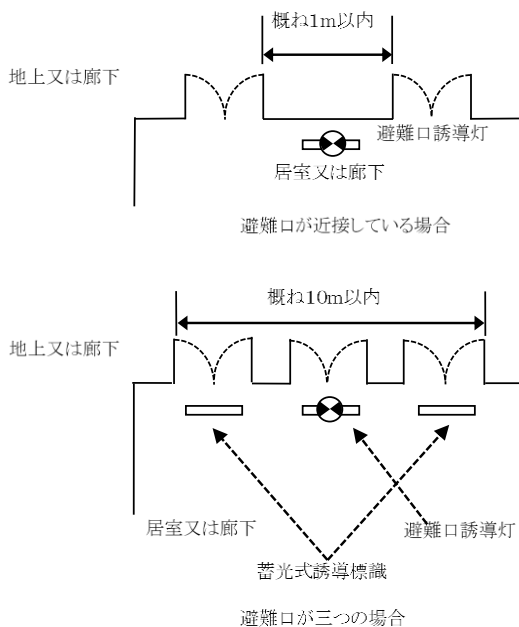 概ね1m以内
地上又は廊下
避難口誘導灯
居室又は廊下
避難口が近接している場合
概ね10m以内
地上又は廊下
居室又は廊下
避難口誘導灯
蓄光式誘導標識
避難口が三つの場合